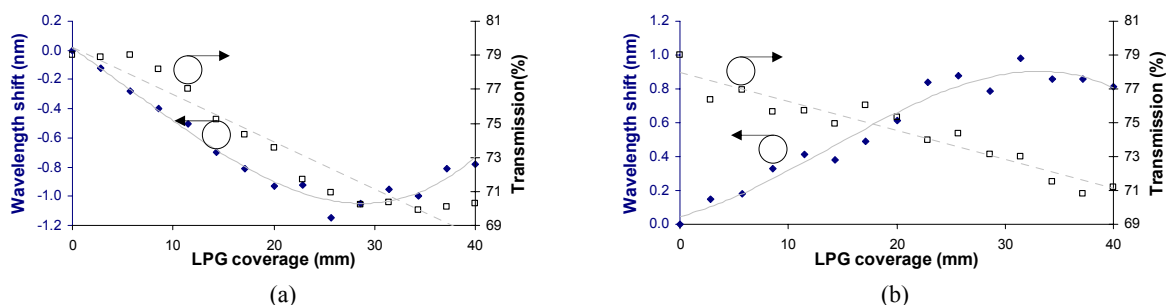 0.2
0.0
-0.2
-0.4
-0.6
-0.8
-1.0
-1.2
Wavelength shift (nm)
81
79
77
75
73
71
69
Transmission(%)
0 10 20 30 40
LPG coverage (mm)
(a)
1.2
1.0
0.8
0.6
0.4
0.2
0.0
Wavelength shift (nm)
81
79
77
75
73
71
69
Transmission (%)
0 10 20 30 40
LPG coverage (mm)
(b)